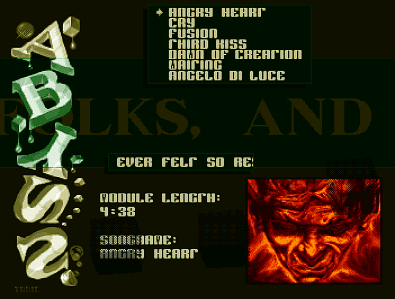 ANGRY HEART
CRY
FUSION
THIRD KISS
DAWN OF CREATION
WAITING
ANGELO DI LUCE
FOLKS, AND
ABYSS
EVER FELT SO RE
MODULE LENGTH:
4:38
SONGNAME:
ANGRY HEART